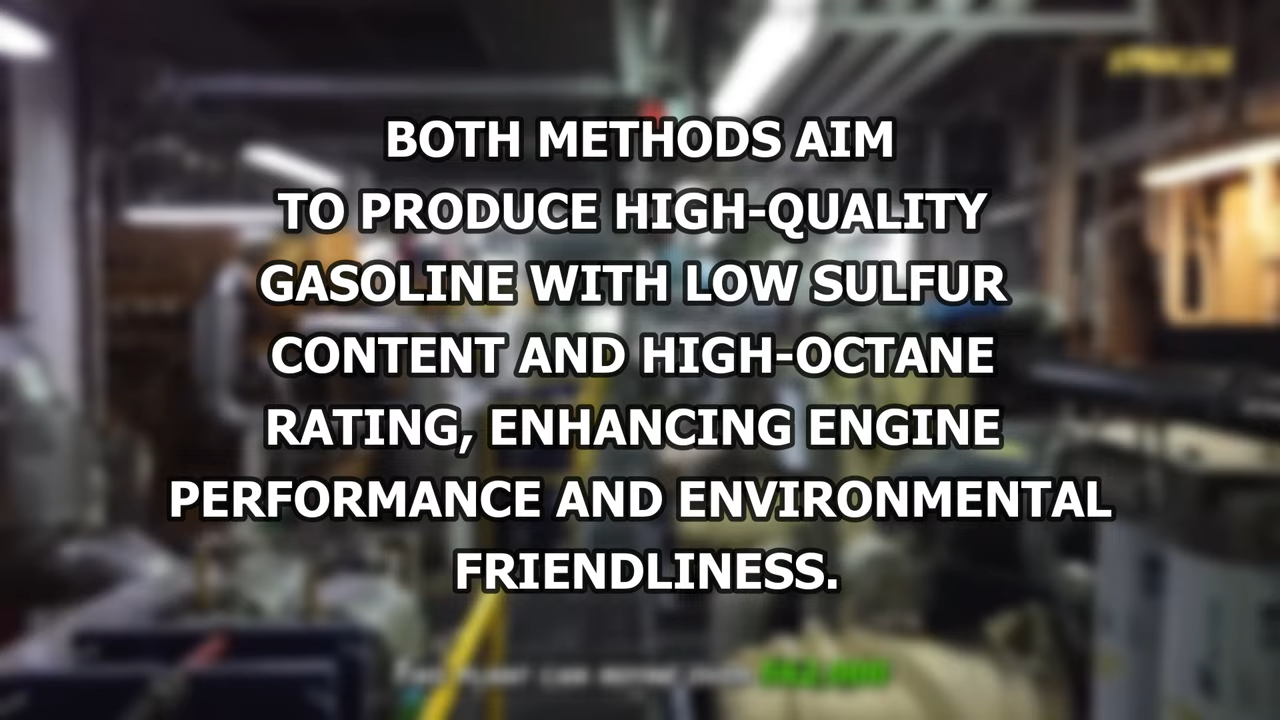 BOTH METHODS AIM
TO PRODUCE HIGH-QUALITY
GASOLINE WITH LOW SULFUR
CONTENT AND HIGH-OCTANE
RATING, ENHANCING ENGINE
PERFORMANCE AND ENVIRONMENTAL
FRIENDLINESS.